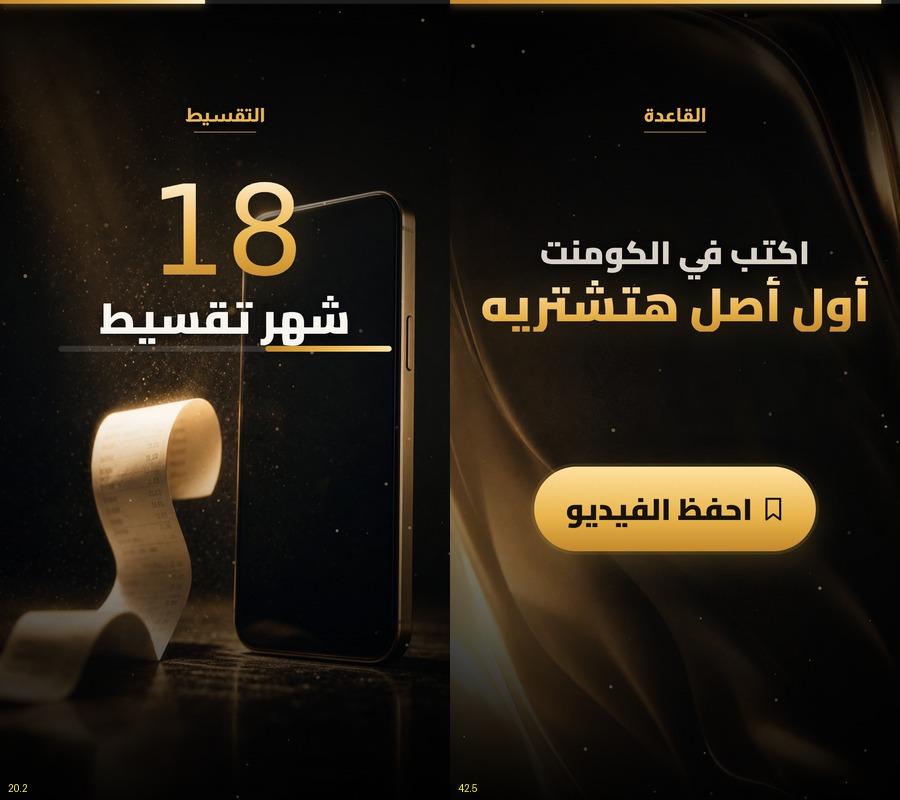 التقسيط
18
شهر تقسيط
20.2
القاعدة
اكتب في الكومنت
أول أصل هتشتريه
احفظ الفيديو
42.5